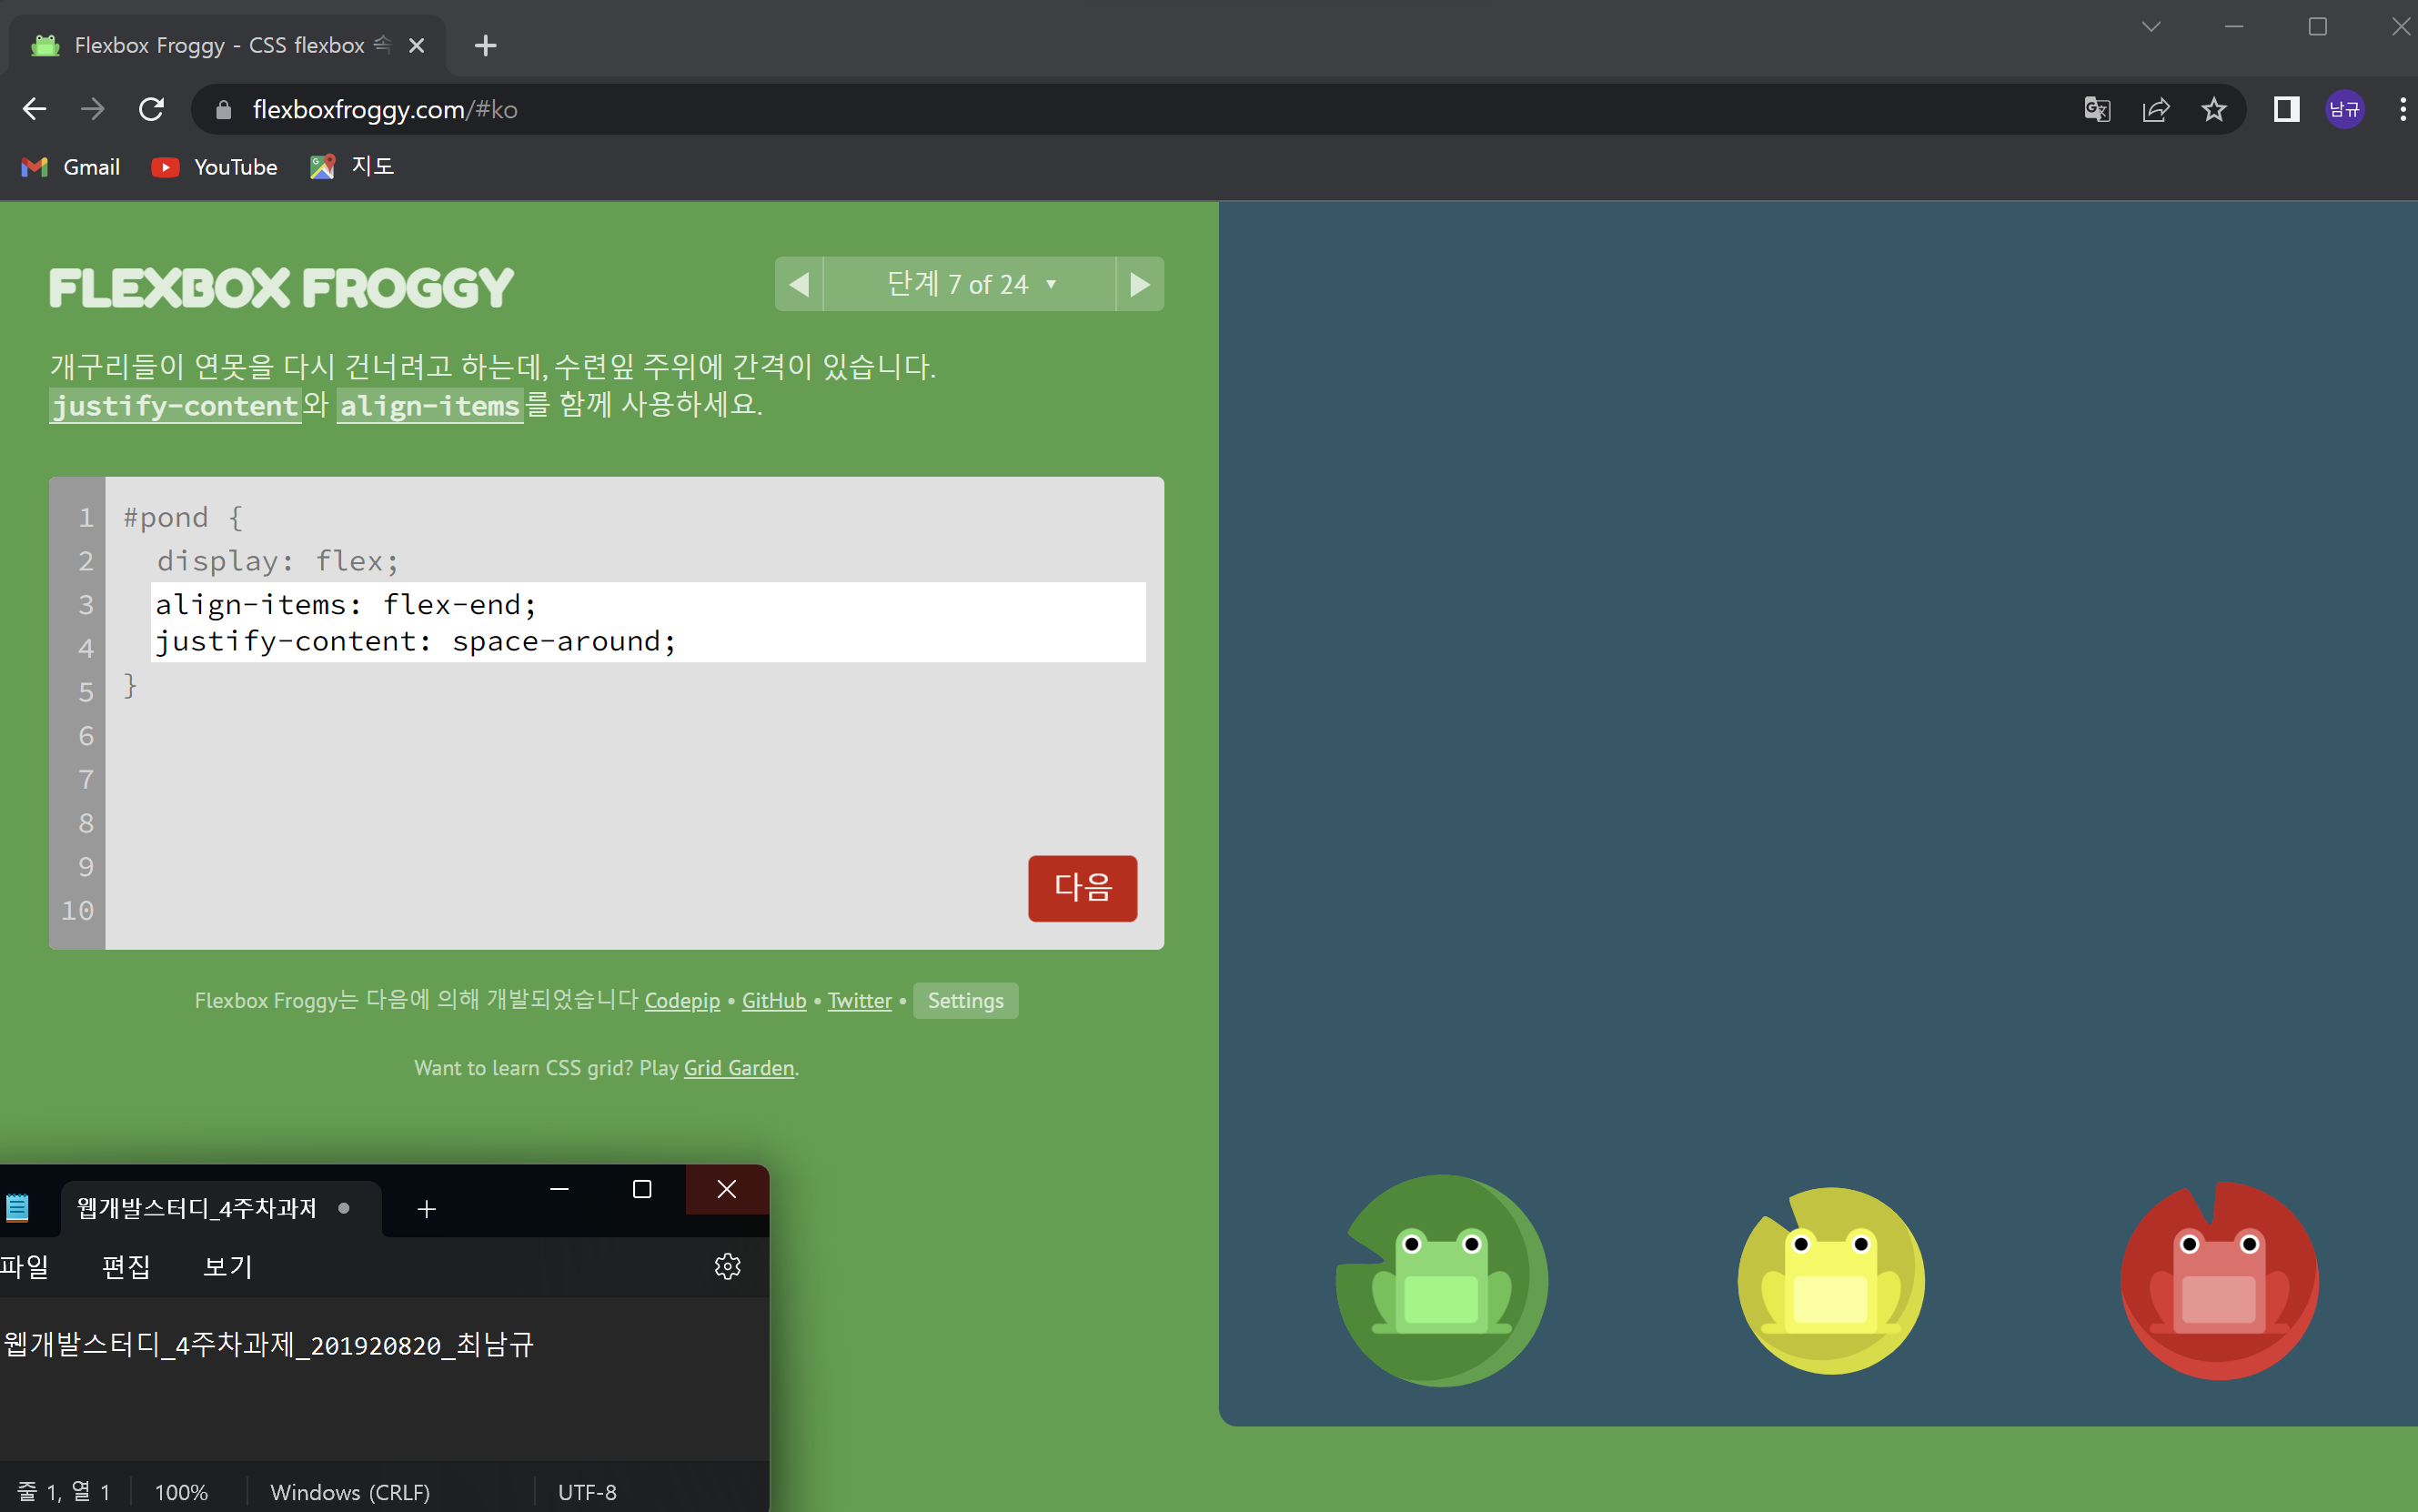 Flexbox Froggy - CSS flexbox 속
flexboxfroggy.com/#ko
남규
Gmail
YouTube
지도
FLEXBOX FROGGY
단계 7 of 24 ▼
개구리들이 연못을 다시 건너려고 하는데, 수련잎 주위에 간격이 있습니다.
justify-content와 align-items를 함께 사용하세요.
1 #pond {
2 display: flex;
3 align-items: flex-end;
4 justify-content: space-around;
5 }
6
7
8
9
10
다음
Flexbox Froggy는 다음에 의해 개발되었습니다 Codepip • GitHub • Twitter • Settings
Want to learn CSS grid? Play Grid Garden.
웹개발스터디_4주차과제
파일 편집 보기
웹개발스터디_4주차과제_201920820_최남규
줄 1, 열 1 100% Windows (CRLF) UTF-8